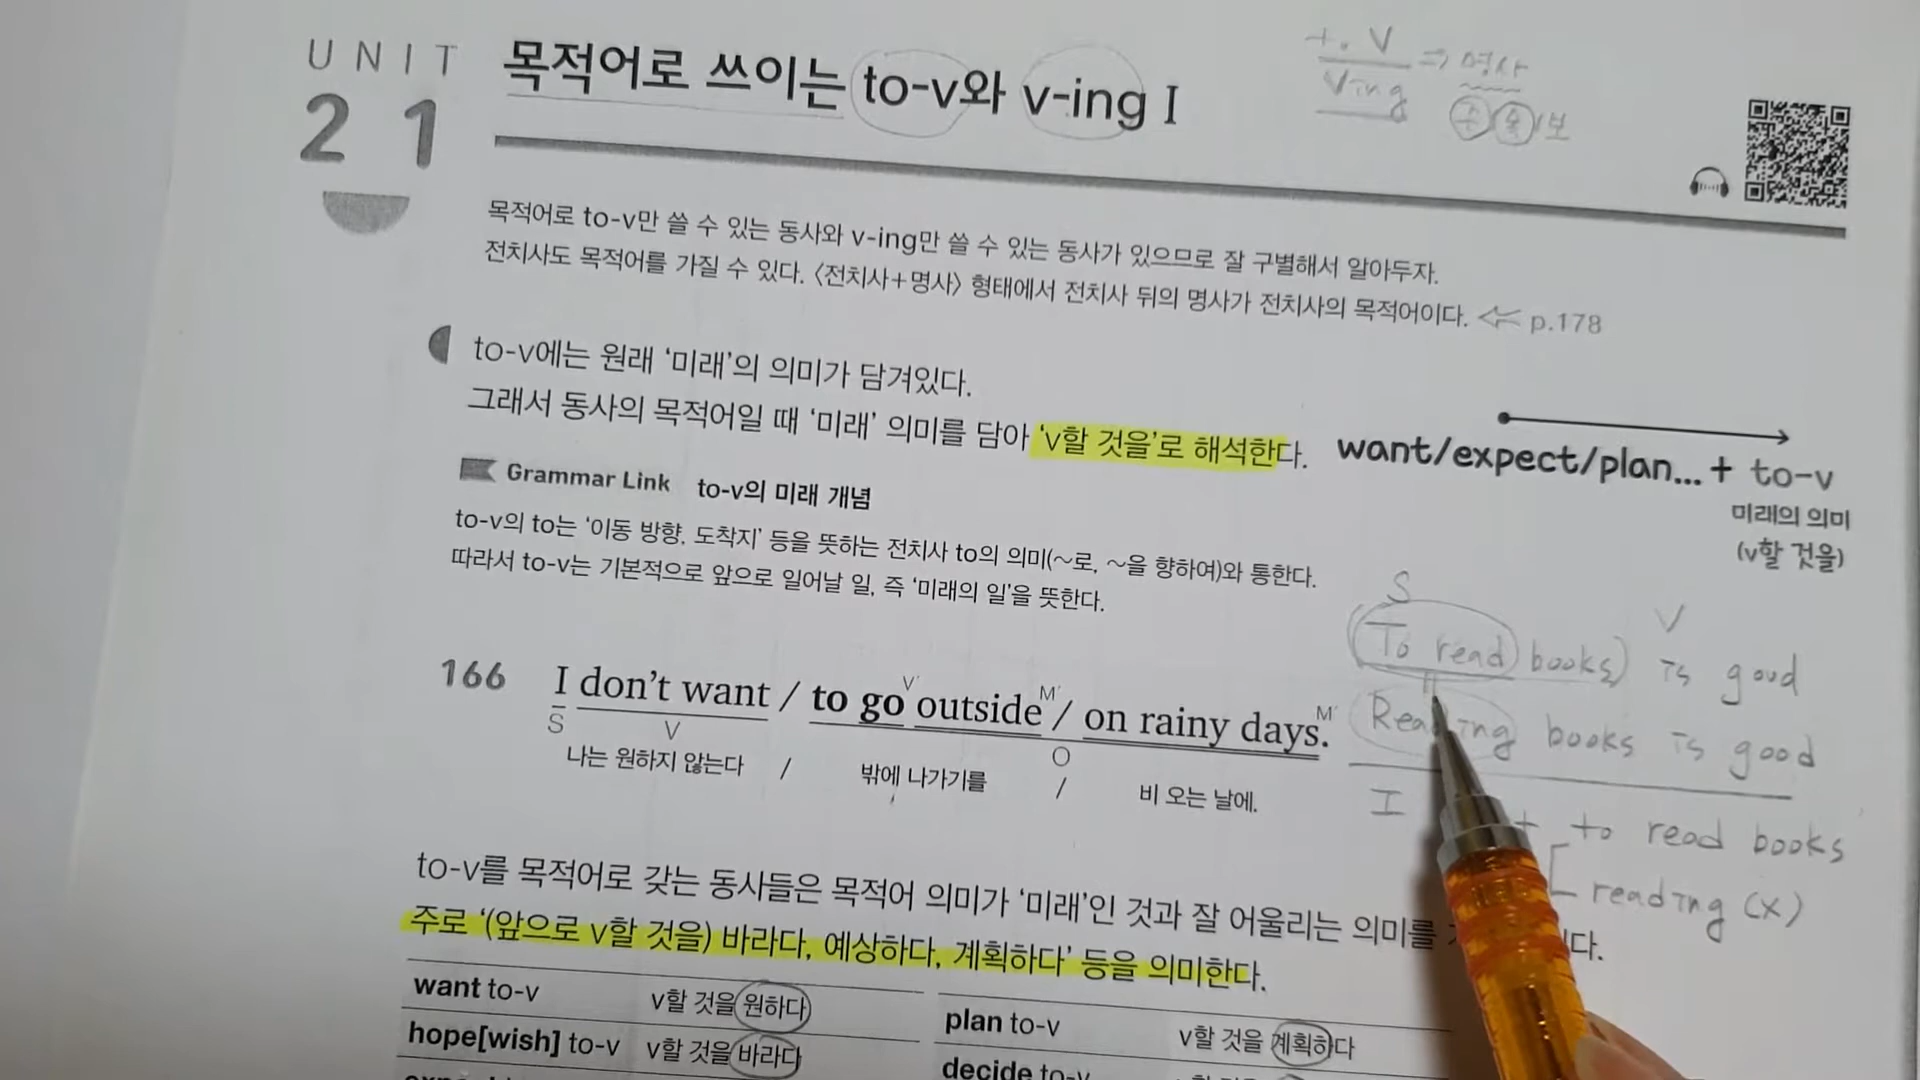 UNIT 21
목적어로 쓰이는 to-v와 v-ing I
to. V
Ving
⇒ 명사
주/목/보
목적어로 to-v만 쓸 수 있는 동사와 v-ing만 쓸 수 있는 동사가 있으므로 잘 구별해서 알아두자.
전치사도 목적어를 가질 수 있다. 〈전치사+명사〉 형태에서 전치사 뒤의 명사가 전치사의 목적어이다. ≪ p.178
to-v에는 원래 ‘미래’의 의미가 담겨있다.
그래서 동사의 목적어일 때 ‘미래’ 의미를 담아 ‘v할 것을’로 해석한다.
want/expect/plan... + to-v
미래의 의미
(v할 것을)
Grammar Link to-v의 미래 개념
to-v의 to는 ‘이동 방향, 도착지’ 등을 뜻하는 전치사 to의 의미(~로, ~을 향하여)와 통한다.
따라서 to-v는 기본적으로 앞으로 일어날 일, 즉 ‘미래의 일’을 뜻한다.
S V
(To read books) is good
Reading books is good
I to read books
reading (x)
166 I don’t want / to go outside / on rainy days.
V′ M′ M′
S V O
나는 원하지 않는다 / 밖에 나가기를 / 비 오는 날에.
to-v를 목적어로 갖는 동사들은 목적어 의미가 ‘미래’인 것과 잘 어울리는 의미를 다.
주로 ‘(앞으로 v할 것을) 바라다, 예상하다, 계획하다’ 등을 의미한다.
want to-v v할 것을 원하다
plan to-v v할 것을 계획하다
hope[wish] to-v v할 것을 바라다
decide to-v